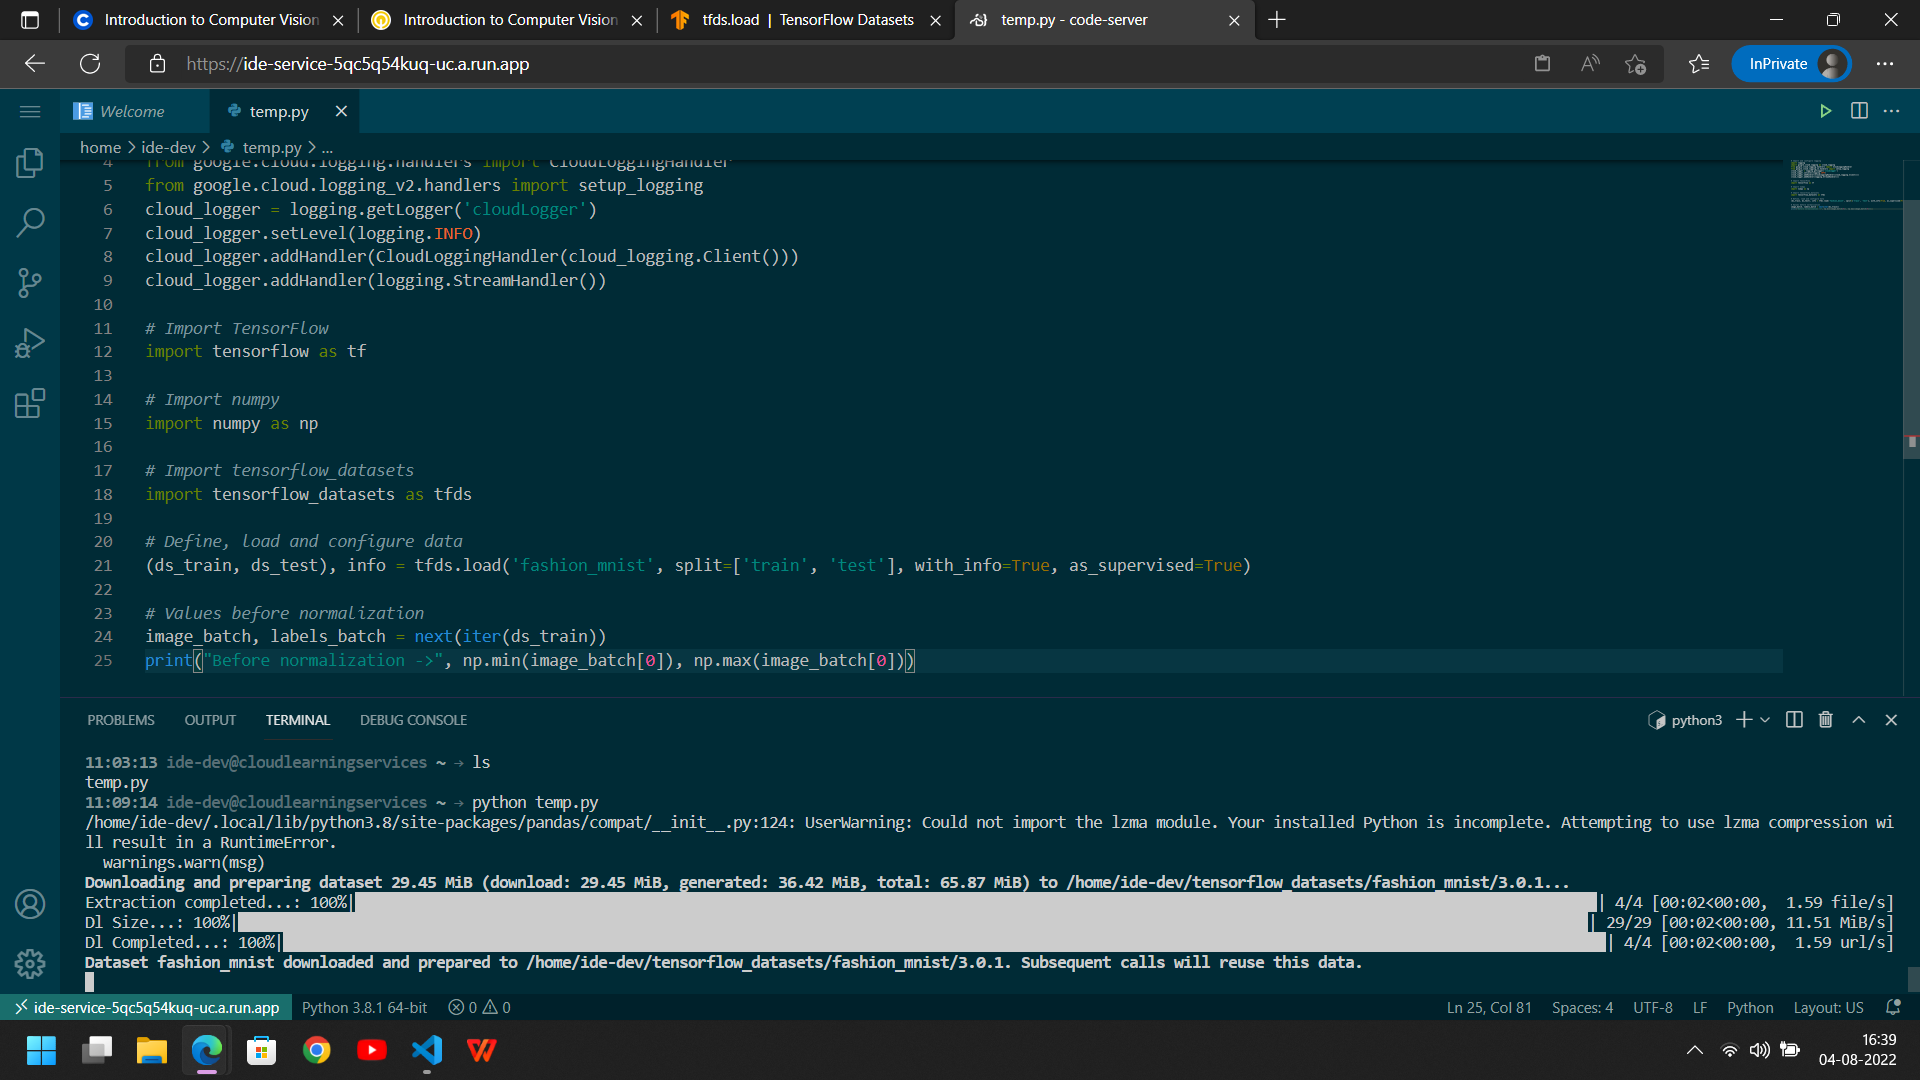 Introduction to Computer Vision
Introduction to Computer Vision
tfds.load | TensorFlow Datasets
temp.py - code-server
https://ide-service-5qc5q54kuq-uc.a.run.app
InPrivate
Welcome
temp.py
home > ide-dev > temp.py > ...
4 from google.cloud.logging.handlers import CloudLoggingHandler
5 from google.cloud.logging_v2.handlers import setup_logging
6 cloud_logger = logging.getLogger('cloudLogger')
7 cloud_logger.setLevel(logging.INFO)
8 cloud_logger.addHandler(CloudLoggingHandler(cloud_logging.Client()))
9 cloud_logger.addHandler(logging.StreamHandler())
10
11 # Import TensorFlow
12 import tensorflow as tf
13
14 # Import numpy
15 import numpy as np
16
17 # Import tensorflow_datasets
18 import tensorflow_datasets as tfds
19
20 # Define, load and configure data
21 (ds_train, ds_test), info = tfds.load('fashion_mnist', split=['train', 'test'], with_info=True, as_supervised=True)
22
23 # Values before normalization
24 image_batch, labels_batch = next(iter(ds_train))
25 print("Before normalization ->", np.min(image_batch[0]), np.max(image_batch[0]))
PROBLEMS OUTPUT TERMINAL DEBUG CONSOLE
python3
11:03:13 ide-dev@cloudlearningservices ~ → ls
temp.py
11:09:14 ide-dev@cloudlearningservices ~ → python temp.py
/home/ide-dev/.local/lib/python3.8/site-packages/pandas/compat/__init__.py:124: UserWarning: Could not import the lzma module. Your installed Python is incomplete. Attempting to use lzma compression wi
ll result in a RuntimeError.
warnings.warn(msg)
Downloading and preparing dataset 29.45 MiB (download: 29.45 MiB, generated: 36.42 MiB, total: 65.87 MiB) to /home/ide-dev/tensorflow_datasets/fashion_mnist/3.0.1...
Extraction completed...: 100%| | 4/4 [00:02<00:00, 1.59 file/s]
Dl Size...: 100%| | 29/29 [00:02<00:00, 11.51 MiB/s]
Dl Completed...: 100%| | 4/4 [00:02<00:00, 1.59 url/s]
Dataset fashion_mnist downloaded and prepared to /home/ide-dev/tensorflow_datasets/fashion_mnist/3.0.1. Subsequent calls will reuse this data.
ide-service-5qc5q54kuq-uc.a.run.app Python 3.8.1 64-bit 0 0 Ln 25, Col 81 Spaces: 4 UTF-8 LF Python Layout: US
16:39
04-08-2022